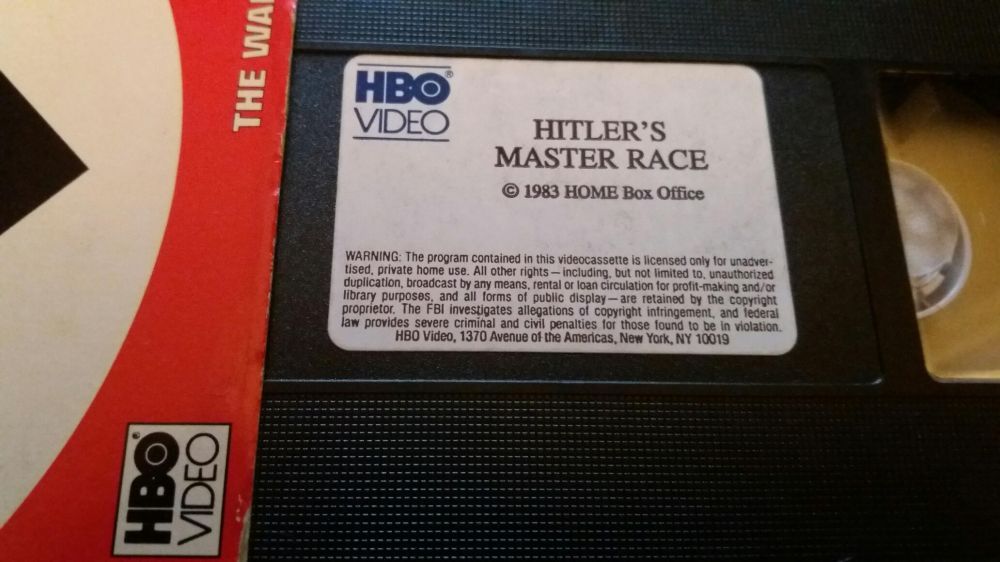 THE
HBO®
VIDEO
HBO®
VIDEO
HITLER'S
MASTER RACE
© 1983 HOME Box Office
WARNING: The program contained in this videocassette is licensed only for unadver-
tised, private home use. All other rights — including, but not limited to, unauthorized
duplication, broadcast by any means, rental or loan circulation for profit-making and/or
library purposes, and all forms of public display — are retained by the copyright
proprietor. The FBI investigates allegations of copyright infringement, and federal
law provides severe criminal and civil penalties for those found to be in violation.
HBO Video, 1370 Avenue of the Americas, New York, NY 10019